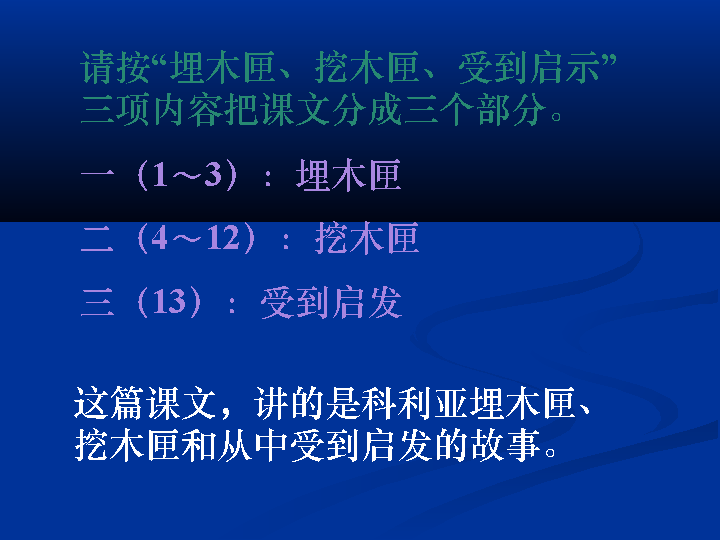 请按“埋木匣、挖木匣、受到启示”
三项内容把课文分成三个部分。
一（1～3）：埋木匣
二（4～12）：挖木匣
三（13）：受到启发
这篇课文，讲的是科利亚埋木匣、
挖木匣和从中受到启发的故事。